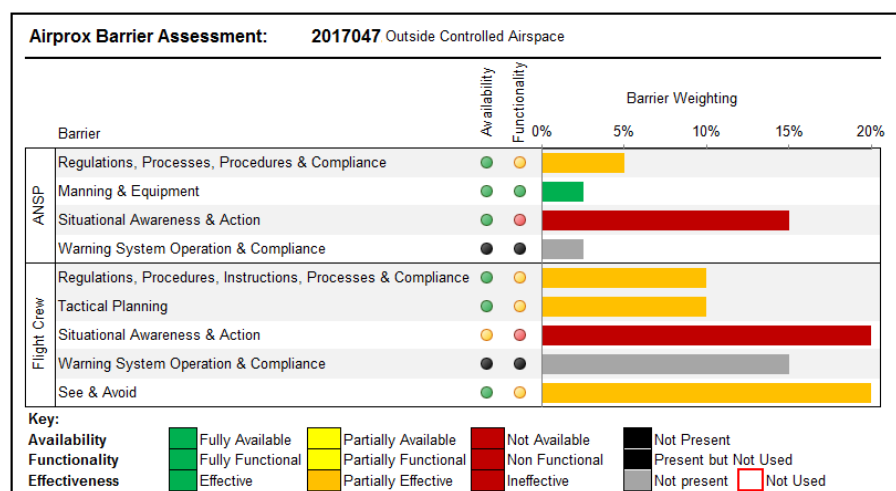 Airprox Barrier Assessment: 2017047 Outside Controlled Airspace
Availability
Functionality
Barrier Weighting
Barrier
0% 5% 10% 15% 20%
ANSP
Regulations, Processes, Procedures & Compliance
Manning & Equipment
Situational Awareness & Action
Warning System Operation & Compliance
Flight Crew
Regulations, Procedures, Instructions, Processes & Compliance
Tactical Planning
Situational Awareness & Action
Warning System Operation & Compliance
See & Avoid
Key:
Availability Fully Available Partially Available Not Available Not Present
Functionality Fully Functional Partially Functional Non Functional Present but Not Used
Effectiveness Effective Partially Effective Ineffective Not present Not Used